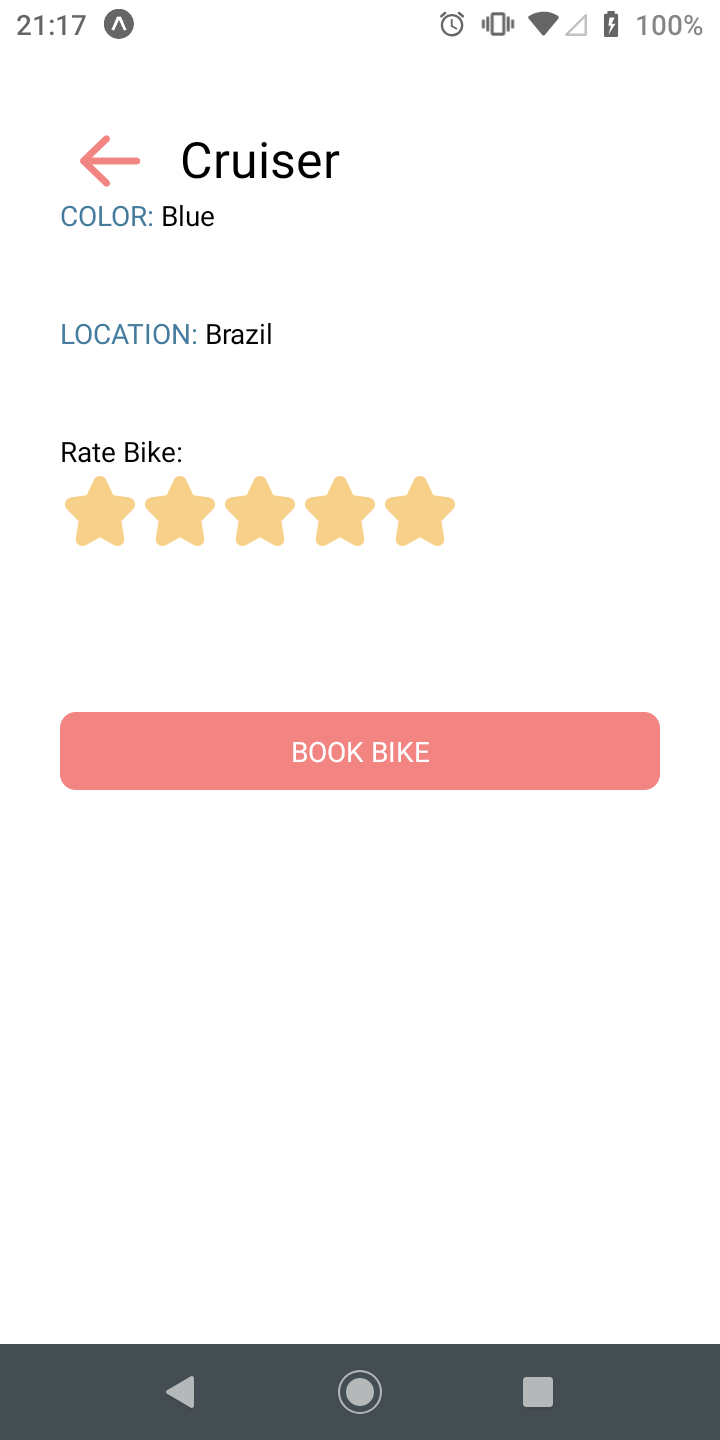 21:17 100%
Cruiser
COLOR: Blue
LOCATION: Brazil
Rate Bike:
BOOK BIKE